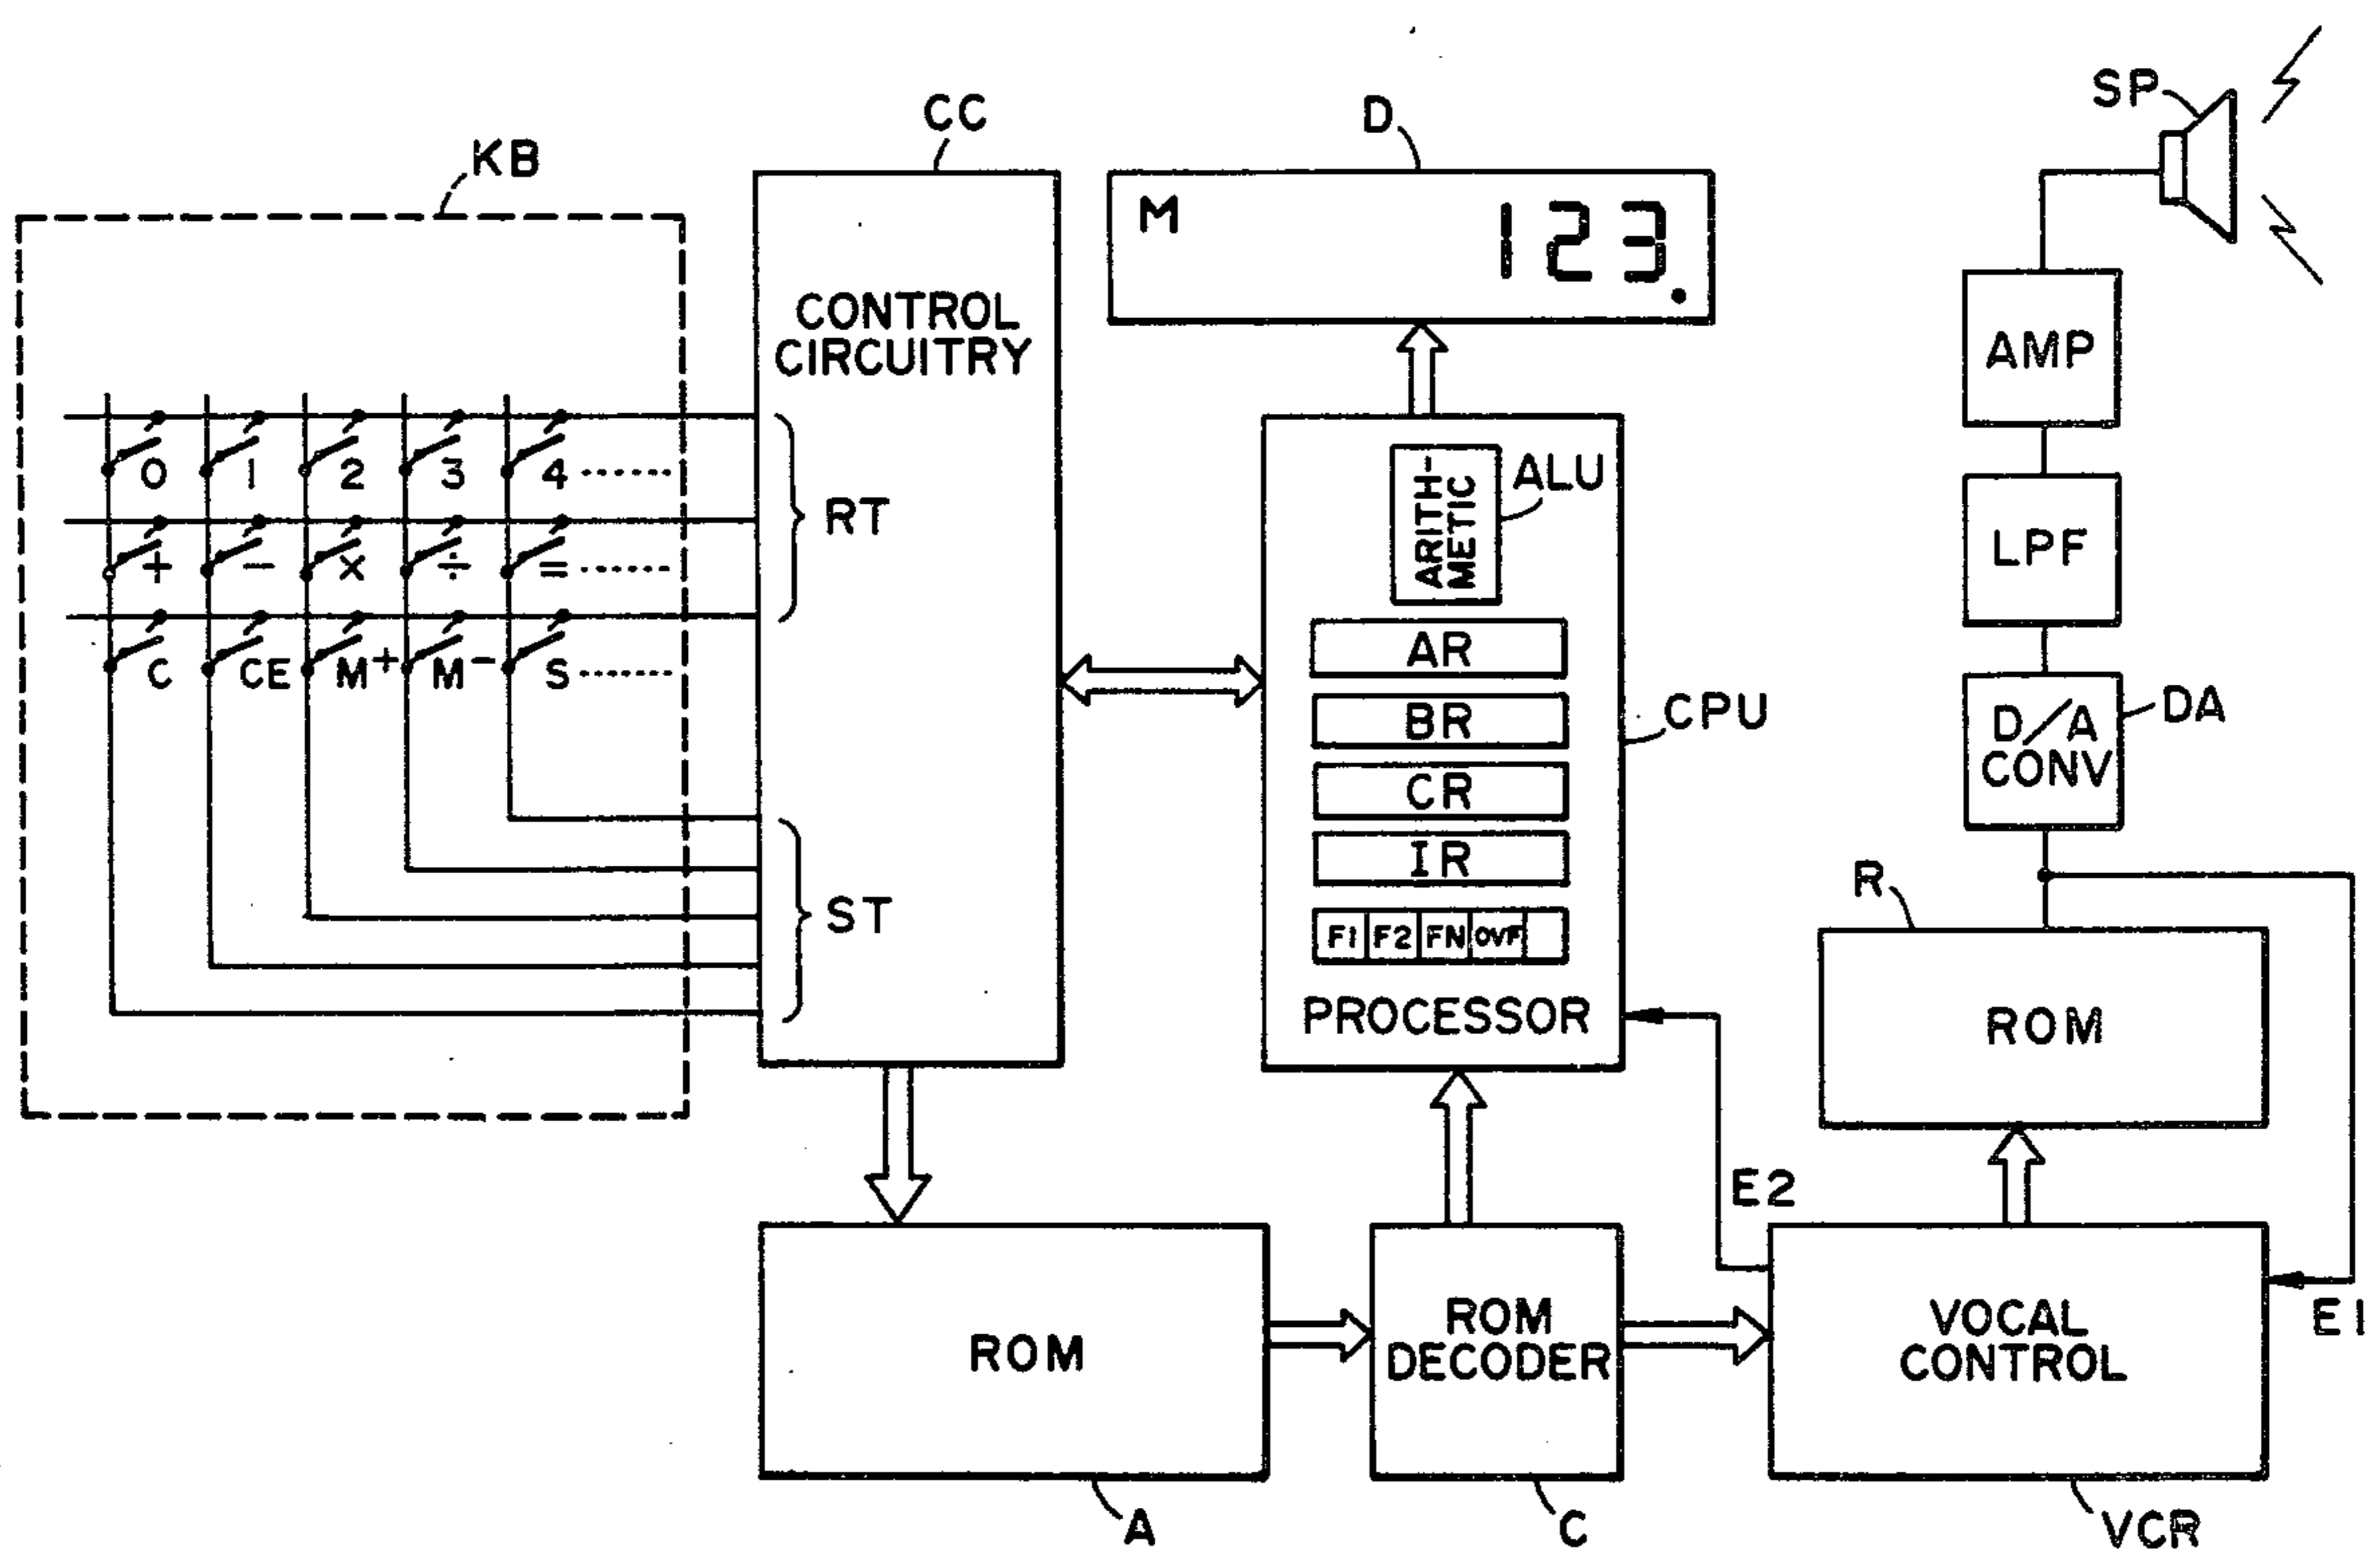 KB
CC
D
SP
CONTROL
CIRCUITRY
M 123.
AMP
0 1 2 3 4 ......
+ − × ÷ = ......
C CE M+ M− S ......
RT
ST
ARITH-
METIC
ALU
AR
BR
CR
IR
F1 F2 FN OVF
PROCESSOR
CPU
LPF
D/A
CONV
DA
R
ROM
E2
E1
ROM
A
ROM
DECODER
C
VOCAL
CONTROL
VCR